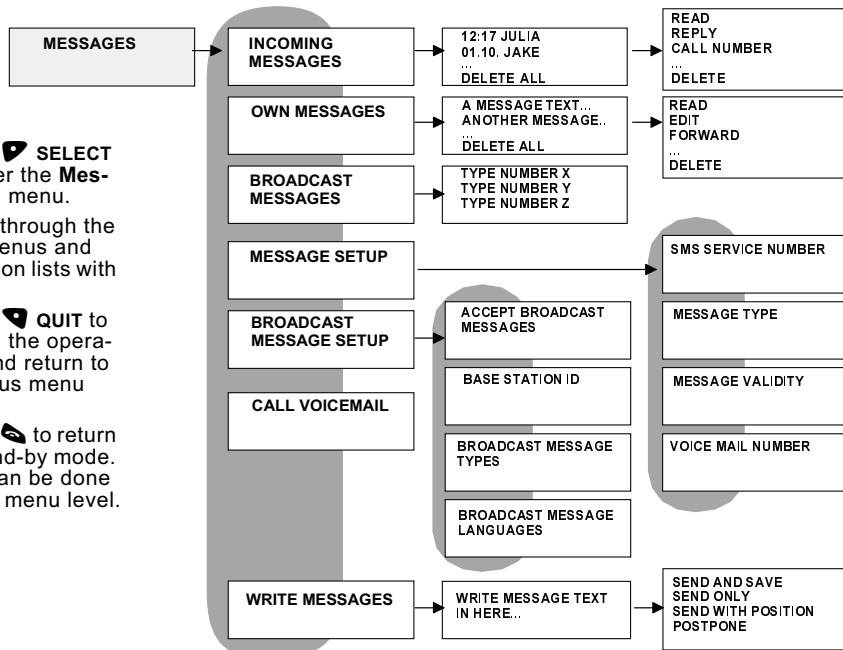 MESSAGES
SELECT
er the Mes-
menu.
through the
enus and
on lists with
QUIT to
the opera-
nd return to
us menu
to return
nd-by mode.
an be done
menu level.
INCOMING
MESSAGES
12:17 JULIA
01.10. JAKE
...
DELETE ALL
READ
REPLY
CALL NUMBER
...
DELETE
OWN MESSAGES
A MESSAGE TEXT...
ANOTHER MESSAGE..
...
DELETE ALL
READ
EDIT
FORWARD
...
DELETE
BROADCAST
MESSAGES
TYPE NUMBER X
TYPE NUMBER Y
TYPE NUMBER Z
MESSAGE SETUP
SMS SERVICE NUMBER
MESSAGE TYPE
MESSAGE VALIDITY
VOICE MAIL NUMBER
BROADCAST
MESSAGE SETUP
ACCEPT BROADCAST
MESSAGES
BASE STATION ID
BROADCAST MESSAGE
TYPES
BROADCAST MESSAGE
LANGUAGES
CALL VOICEMAIL
WRITE MESSAGES
WRITE MESSAGE TEXT
IN HERE...
SEND AND SAVE
SEND ONLY
SEND WITH POSITION
POSTPONE